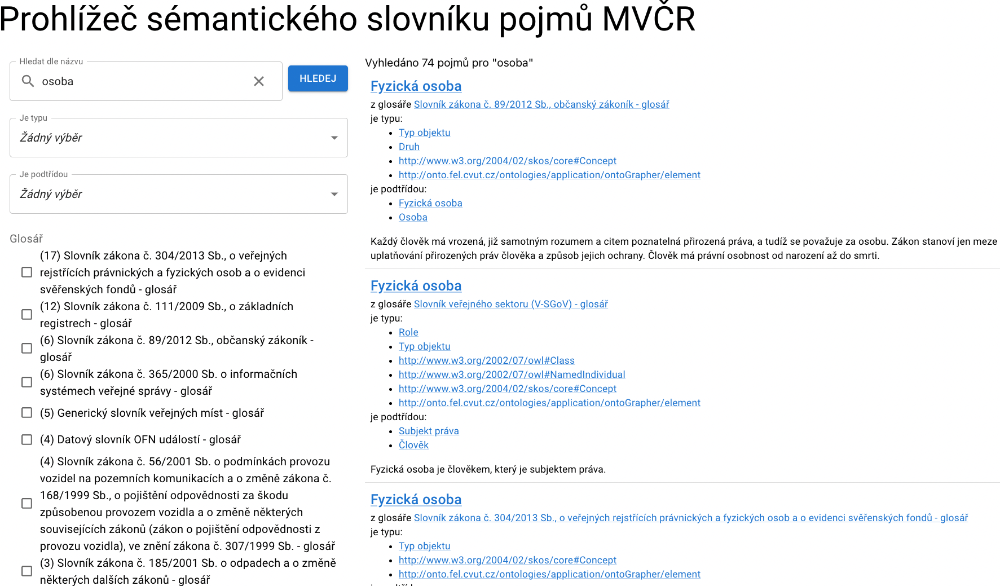 Prohlížeč sémantického slovníku pojmů MVČR
Hledat dle názvu
osoba
HLEDEJ
Je typu
Žádný výběr
Je podtřídou
Žádný výběr
Glosář
(17) Slovník zákona č. 304/2013 Sb., o veřejných
rejstřících právnických a fyzických osob a o evidenci
svěřenských fondů - glosář
(12) Slovník zákona č. 111/2009 Sb., o základních
registrech - glosář
(6) Slovník zákona č. 89/2012 Sb., občanský zákoník -
glosář
(6) Slovník zákona č. 365/2000 Sb. o informačních
systémech veřejné správy - glosář
(5) Generický slovník veřejných míst - glosář
(4) Datový slovník OFN událostí - glosář
(4) Slovník zákona č. 56/2001 Sb. o podmínkách provozu
vozidel na pozemních komunikacích a o změně zákona č.
168/1999 Sb., o pojištění odpovědnosti za škodu
způsobenou provozem vozidla a o změně některých
souvisejících zákonů (zákon o pojištění odpovědnosti z
provozu vozidla), ve znění zákona č. 307/1999 Sb. - glosář
(3) Slovník zákona č. 185/2001 Sb. o odpadech a o změně
některých dalších zákonů - glosář
Vyhledáno 74 pojmů pro "osoba"
Fyzická osoba
z glosáře Slovník zákona č. 89/2012 Sb., občanský zákoník - glosář
je typu:
Typ objektu
Druh
http://www.w3.org/2004/02/skos/core#Concept
http://onto.fel.cvut.cz/ontologies/application/ontoGrapher/element
je podtřídou:
Fyzická osoba
Osoba
Každý člověk má vrozená, již samotným rozumem a citem poznatelná přirozená práva, a tudíž se považuje za osobu. Zákon stanoví jen meze
uplatňování přirozených práv člověka a způsob jejich ochrany. Člověk má právní osobnost od narození až do smrti.
Fyzická osoba
z glosáře Slovník veřejného sektoru (V-SGoV) - glosář
je typu:
Role
Typ objektu
http://www.w3.org/2002/07/owl#Class
http://www.w3.org/2002/07/owl#NamedIndividual
http://www.w3.org/2004/02/skos/core#Concept
http://onto.fel.cvut.cz/ontologies/application/ontoGrapher/element
je podtřídou:
Subjekt práva
Člověk
Fyzická osoba je člověkem, který je subjektem práva.
Fyzická osoba
z glosáře Slovník zákona č. 304/2013 Sb., o veřejných rejstřících právnických a fyzických osob a o evidenci svěřenských fondů - glosář
je typu:
Typ objektu
http://www.w3.org/2004/02/skos/core#Concept
http://onto.fel.cvut.cz/ontologies/application/ontoGrapher/element